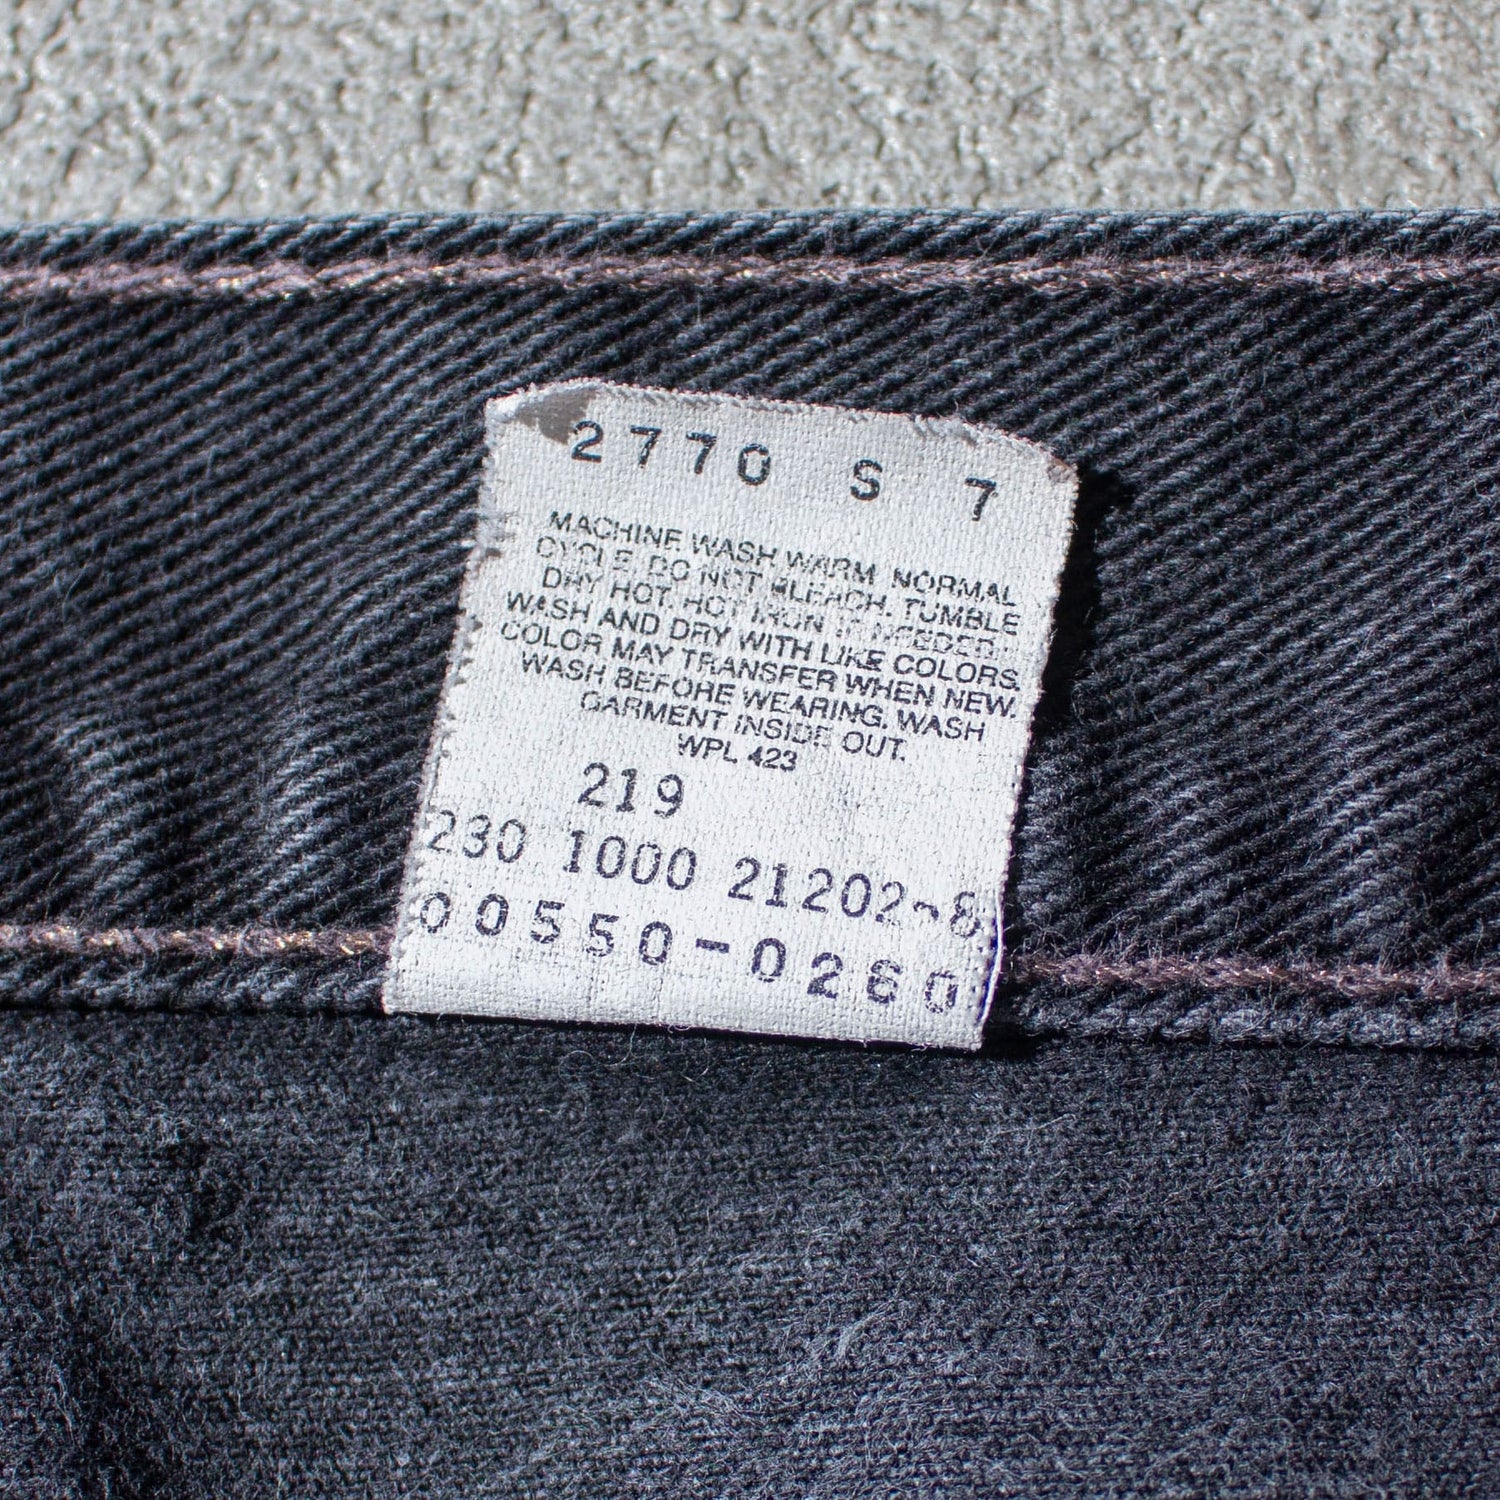 2770 S 7
MACHINE WASH WARM NORMAL
CYCLE. DO NOT BLEACH. TUMBLE
DRY HOT. HOT IRON IF NEEDED.
WASH AND DRY WITH LIKE COLORS.
COLOR MAY TRANSFER WHEN NEW.
WASH BEFORE WEARING. WASH
GARMENT INSIDE OUT.
WPL 423
219
230 1000 21202-8
00550-0260